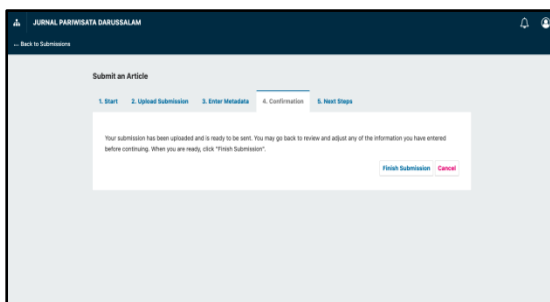 JURNAL PARIWISATA DARUSSALAM
← Back to Submissions
Submit an Article
1. Start 2. Upload Submission 3. Enter Metadata 4. Confirmation 5. Next Steps
Your submission has been uploaded and is ready to be sent. You may go back to review and adjust any of the information you have entered
before continuing. When you are ready, click "Finish Submission".
Finish Submission Cancel